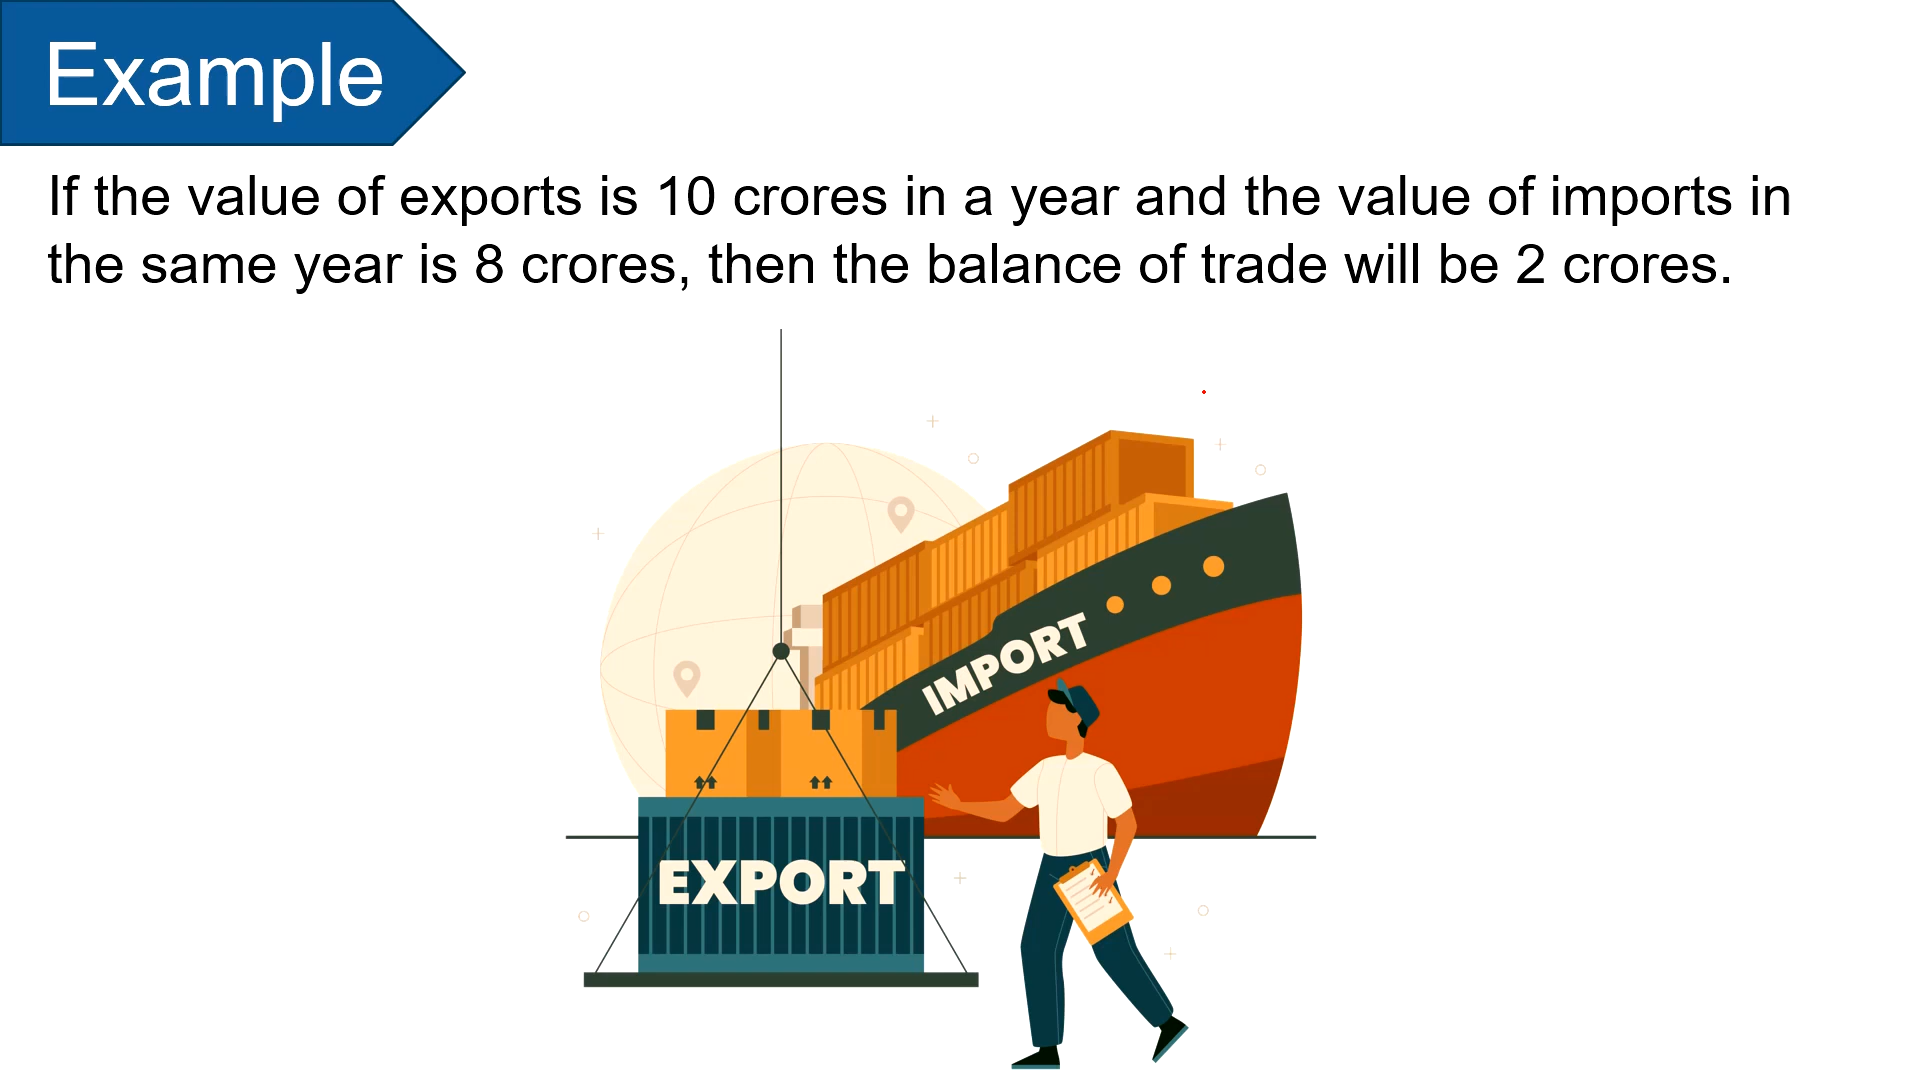 Example
If the value of exports is 10 crores in a year and the value of imports in
the same year is 8 crores, then the balance of trade will be 2 crores.
IMPORT
EXPORT